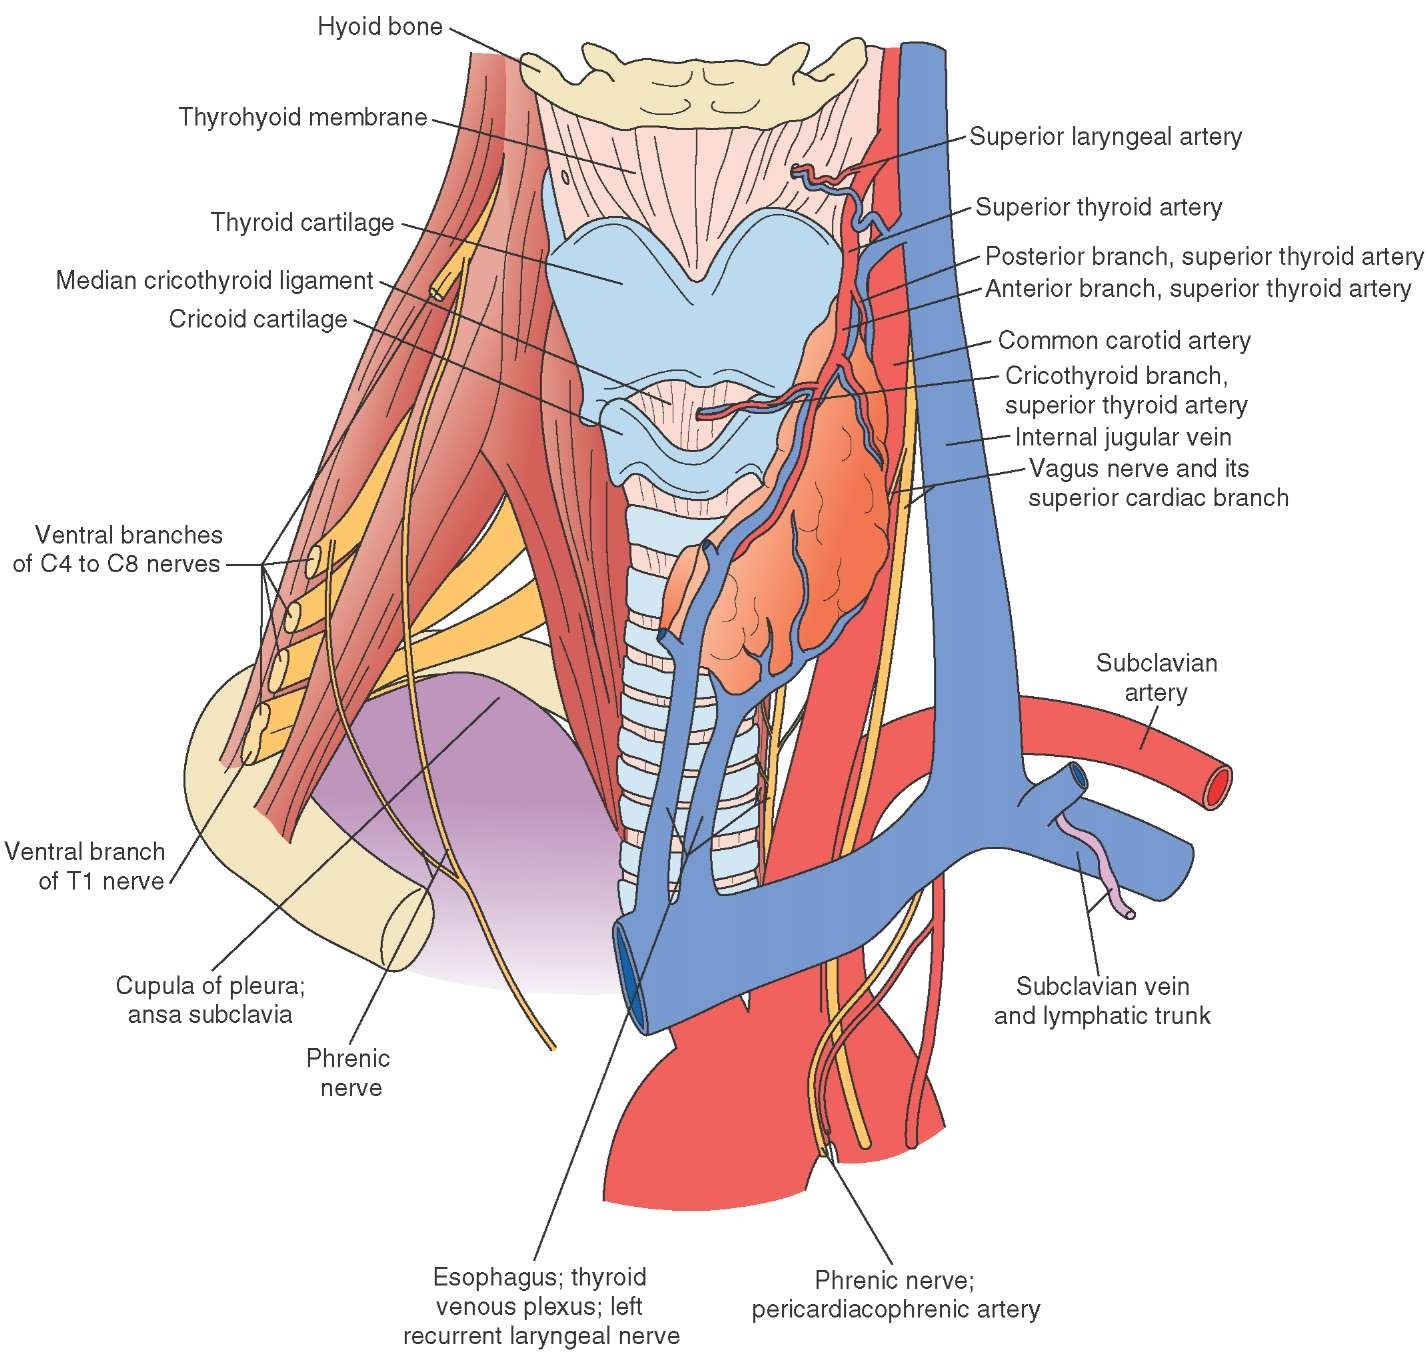 Hyoid bone
Thyrohyoid membrane
Thyroid cartilage
Median cricothyroid ligament
Cricoid cartilage
Ventral branches
of C4 to C8 nerves
Ventral branch
of T1 nerve
Cupula of pleura;
ansa subclavia
Phrenic
nerve
Esophagus; thyroid
venous plexus; left
recurrent laryngeal nerve
Superior laryngeal artery
Superior thyroid artery
Posterior branch, superior thyroid artery
Anterior branch, superior thyroid artery
Common carotid artery
Cricothyroid branch,
superior thyroid artery
Internal jugular vein
Vagus nerve and its
superior cardiac branch
Subclavian
artery
Subclavian vein
and lymphatic trunk
Phrenic nerve;
pericardiacophrenic artery